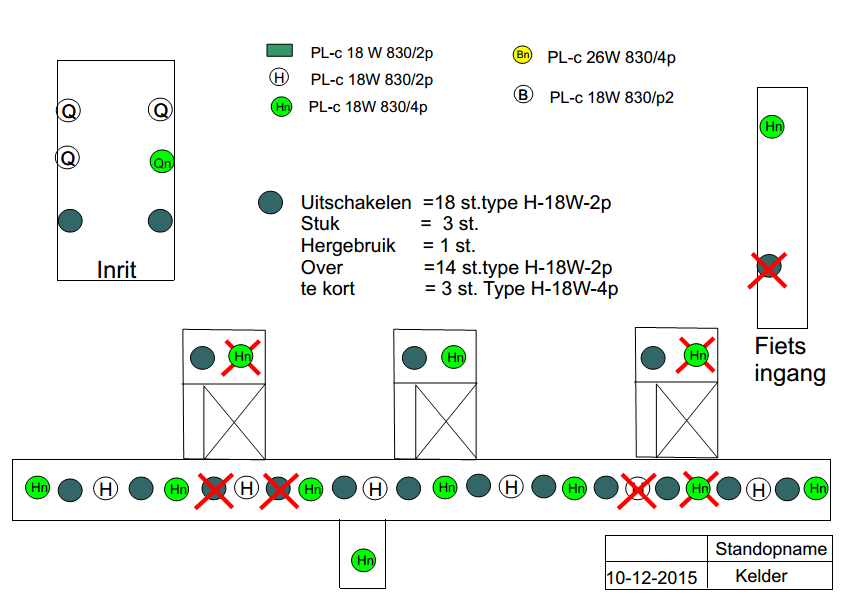 PL-c 18 W 830/2p
H PL-c 18W 830/2p
Hn PL-c 18W 830/4p
Bn PL-c 26W 830/4p
B PL-c 18W 830/p2
Q Q
Q Qn
Inrit
Hn
Uitschakelen =18 st.type H-18W-2p
Stuk = 3 st.
Hergebruik = 1 st.
Over =14 st.type H-18W-2p
te kort = 3 st. Type H-18W-4p
Fiets
ingang
Hn Hn Hn
Hn H Hn H Hn H Hn H Hn H Hn H Hn
Hn
Standopname
10-12-2015 Kelder